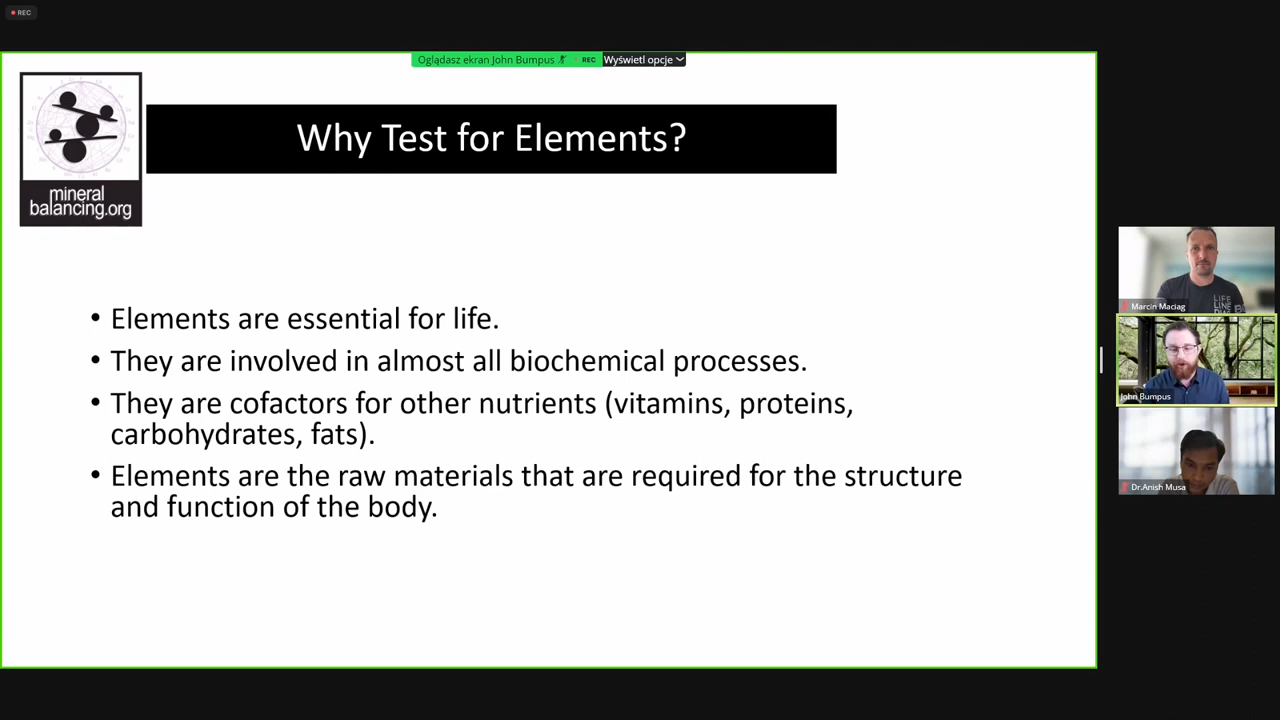 REC
Oglądasz ekran John Bumpus
REC
Wyświetl opcje
mineral
balancing.org
Why Test for Elements?
• Elements are essential for life.
• They are involved in almost all biochemical processes.
• They are cofactors for other nutrients (vitamins, proteins,
carbohydrates, fats).
• Elements are the raw materials that are required for the structure
and function of the body.
LIFE
LINE
Marcin Maciag
John Bumpus
Dr.Anish Musa